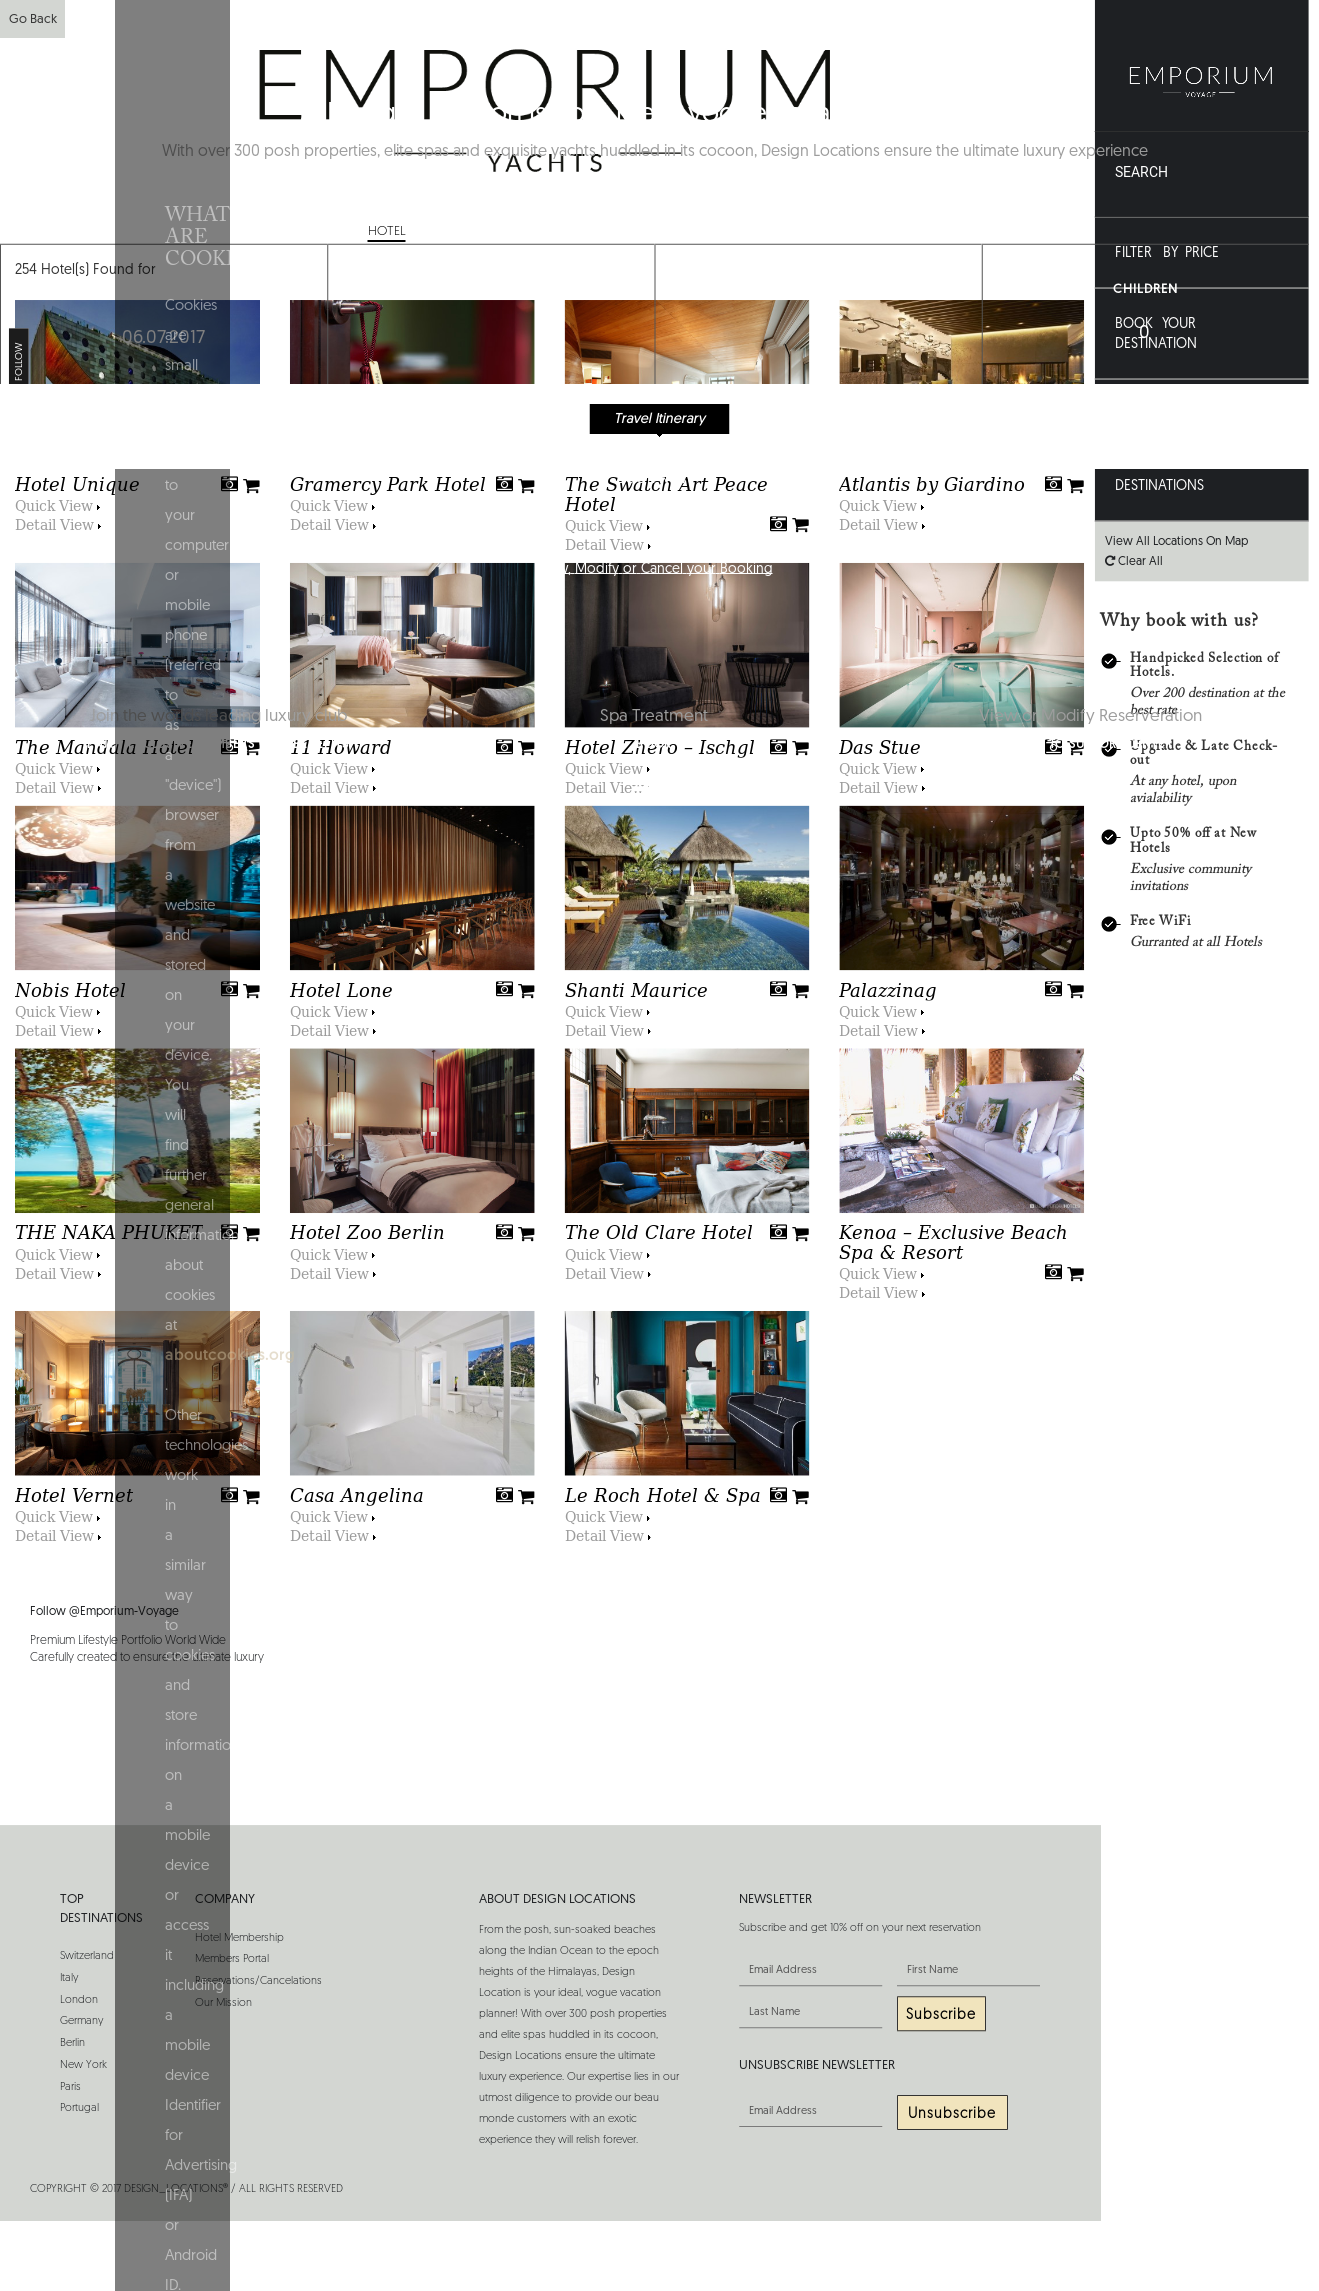 Go Back
EMPORIUM
YACHTS
With over 300 posh properties, elite spas and exquisite yachts huddled in its cocoon, Design Locations ensure the ultimate luxury experience
HOTEL
254 Hotel(s) Found for
06.07.2017
FOLLOW
EMPORIUM
VOYAGE
SEARCH
FILTER BY PRICE
CHILDREN
0
BOOK YOUR
DESTINATION
Travel Itinerary
DESTINATIONS
View All Locations On Map
Clear All
WHAT
ARE
Cookies
are
small
to
your
computer
or
mobile
phone
(referred
to
as
a
"device")
browser
from
a
website
and
stored
on
your
device.
You
will
find
further
general
about
cookies
at
aboutcookies.org
.
Other
technologies
work
in
a
similar
way
to
cookies
and
store
on
a
mobile
device
or
access
it
including
a
mobile
device
Identifier
for
Advertising
(IFA)
or
Android
ID.
Hotel Unique
Quick View
Detail View
Gramercy Park Hotel
Quick View
Detail View
The Swatch Art Peace
Hotel
Quick View
Detail View
Atlantis by Giardino
Quick View
Detail View
Modify or Cancel your Booking
Join the world's leading luxury club
Spa Treatment
View or Modify Reserveration
The Mandala Hotel
Quick View
Detail View
11 Howard
Quick View
Detail View
Hotel Zhero – Ischgl
Quick View
Detail View
Das Stue
Quick View
Detail View
Nobis Hotel
Quick View
Detail View
Hotel Lone
Quick View
Detail View
Shanti Maurice
Quick View
Detail View
Palazzinag
Quick View
Detail View
THE NAKA PHUKET
Quick View
Detail View
Hotel Zoo Berlin
Quick View
Detail View
The Old Clare Hotel
Quick View
Detail View
Kenoa – Exclusive Beach
Spa & Resort
Quick View
Detail View
Hotel Vernet
Quick View
Detail View
Casa Angelina
Quick View
Detail View
Le Roch Hotel & Spa
Quick View
Detail View
Why book with us?
Handpicked Selection of
Hotels.
Over 200 destination at the
best rate
Upgrade & Late Check-
out
At any hotel, upon
avialability
Upto 50% off at New
Hotels
Exclusive community
invitations
Free WiFi
Gurranted at all Hotels
Follow @Emporium-Voyage
Premium Lifestyle Portfolio World Wide
Carefully created to ensure the ultimate luxury
TOP
DESTINATIONS
Switzerland
Italy
London
Germany
Berlin
New York
Paris
Portugal
COMPANY
Hotel Membership
Members Portal
Reservations/Cancelations
Our Mission
ABOUT DESIGN LOCATIONS
From the posh, sun-soaked beaches
along the Indian Ocean to the epoch
heights of the Himalayas, Design
Location is your ideal, vogue vacation
planner! With over 300 posh properties
and elite spas huddled in its cocoon,
Design Locations ensure the ultimate
luxury experience. Our expertise lies in our
utmost diligence to provide our beau
monde customers with an exotic
experience they will relish forever.
NEWSLETTER
Subscribe and get 10% off on your next reservation
Email Address
First Name
Last Name
Subscribe
UNSUBSCRIBE NEWSLETTER
Email Address
Unsubscribe
COPYRIGHT © 2017 DESIGN_LOCATIONS® / ALL RIGHTS RESERVED